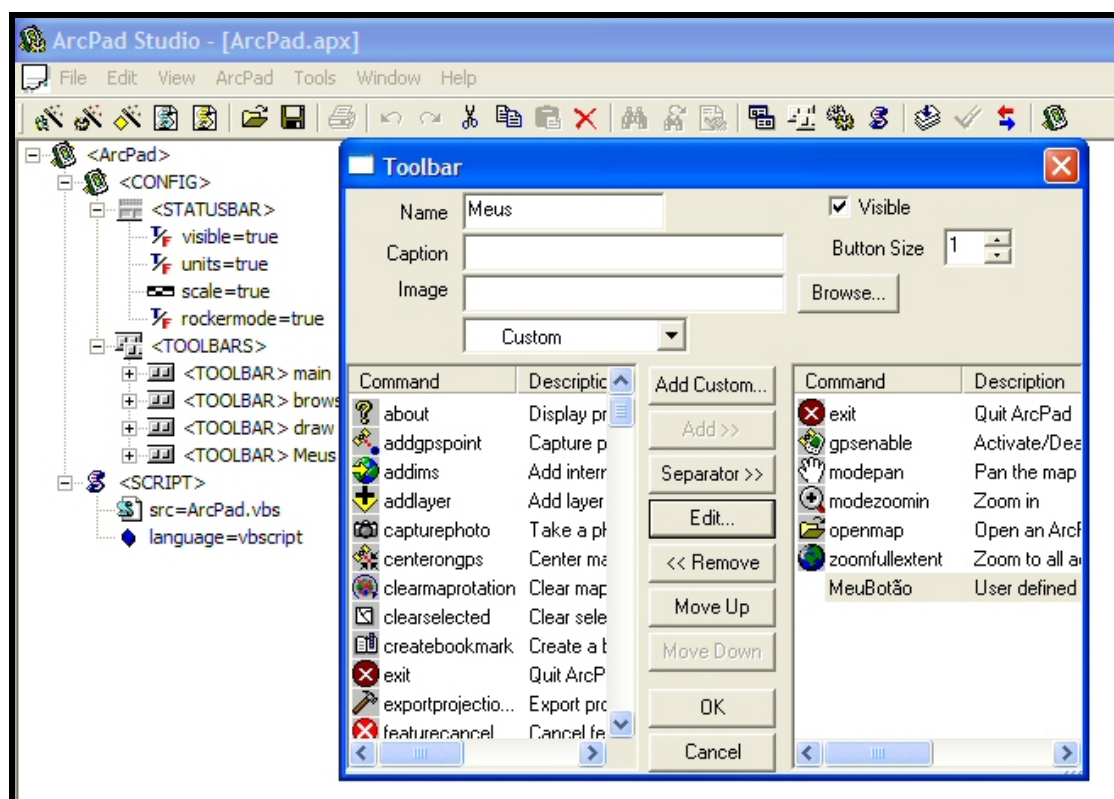 ArcPad Studio - [ArcPad.apx]
File Edit View ArcPad Tools Window Help
<ArcPad>
<CONFIG>
<STATUSBAR>
visible=true
units=true
scale=true
rockermode=true
<TOOLBARS>
<TOOLBAR> main
<TOOLBAR> brows
<TOOLBAR> draw
<TOOLBAR> Meus
<SCRIPT>
src=ArcPad.vbs
language=vbscript
Toolbar
Name Meus
Visible
Caption
Button Size 1
Image
Browse...
Custom
Command Descriptic
about Display pr
addgpspoint Capture p
addims Add intern
addlayer Add layer
capturephoto Take a ph
centerongps Center ma
clearmaprotation Clear map
clearselected Clear sele
createbookmark Create a b
exit Quit ArcP
exportprojectio... Export pro
featurecancel Cancel fe
Add Custom...
Add >>
Separator >>
Edit...
<< Remove
Move Up
Move Down
OK
Cancel
Command Description
exit Quit ArcPad
gpsenable Activate/Dea
modepan Pan the map
modezoomin Zoom in
openmap Open an ArcF
zoomfullextent Zoom to all a
MeuBotão User defined